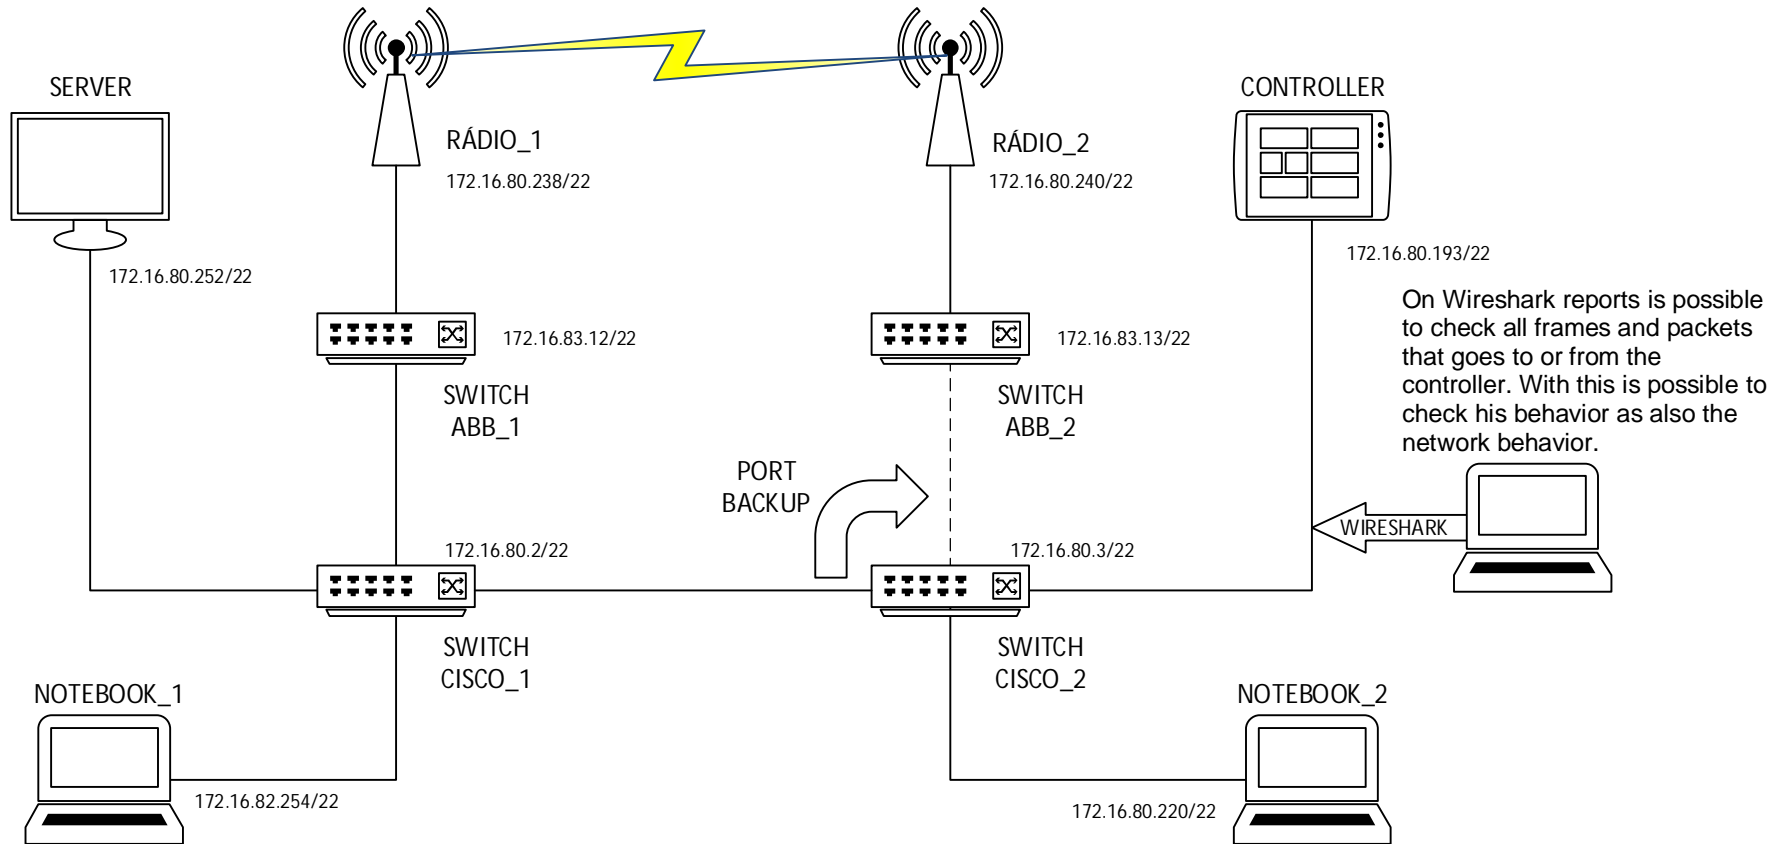 SERVER
172.16.80.252/22
RÁDIO_1
172.16.80.238/22
RÁDIO_2
172.16.80.240/22
CONTROLLER
172.16.80.193/22
On Wireshark reports is possible
to check all frames and packets
that goes to or from the
controller. With this is possible to
check his behavior as also the
network behavior.
172.16.83.12/22
SWITCH
ABB_1
172.16.83.13/22
SWITCH
ABB_2
PORT
BACKUP
WIRESHARK
172.16.80.2/22
SWITCH
CISCO_1
172.16.80.3/22
SWITCH
CISCO_2
NOTEBOOK_1
172.16.82.254/22
NOTEBOOK_2
172.16.80.220/22